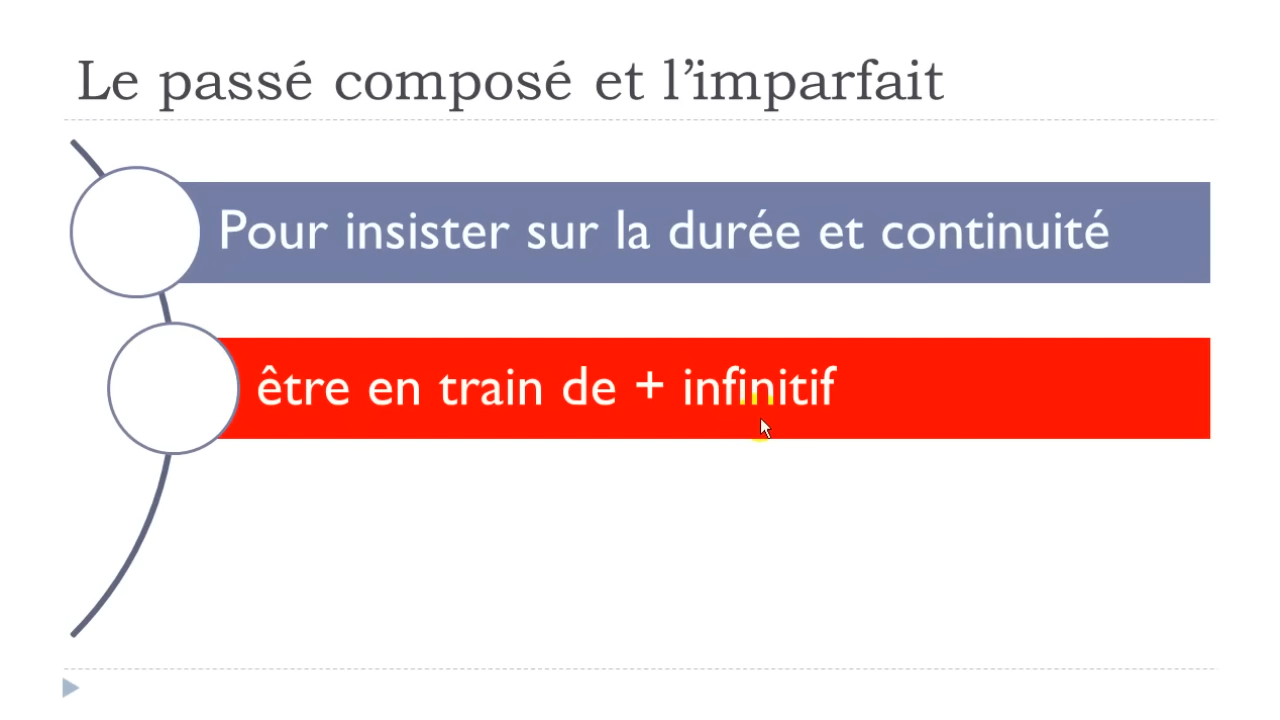 Le passé composé et l’imparfait
Pour insister sur la durée et continuité
être en train de + infinitif